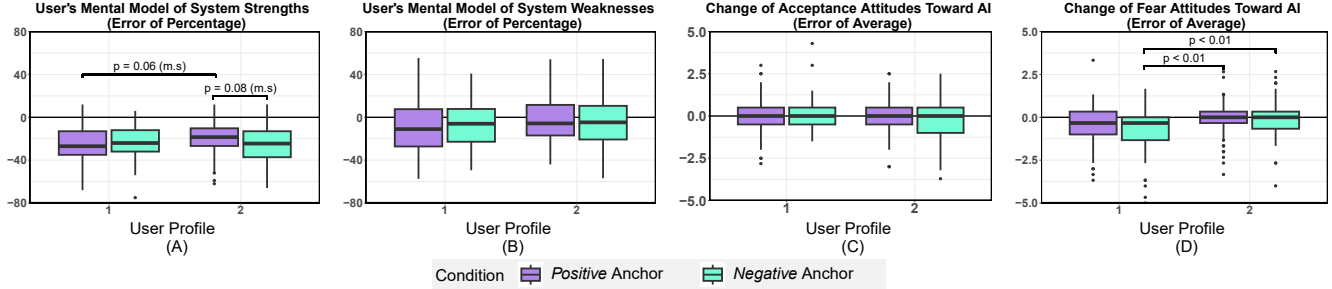 User's Mental Model of System Strengths
(Error of Percentage)
80
40
0
−40
−80
p = 0.06 (m.s)
p = 0.08 (m.s)
1
2
User Profile
(A)
User's Mental Model of System Weaknesses
(Error of Percentage)
80
40
0
−40
−80
1
2
User Profile
(B)
Change of Acceptance Attitudes Toward AI
(Error of Average)
5.0
2.5
0.0
−2.5
−5.0
1
2
User Profile
(C)
Change of Fear Attitudes Toward AI
(Error of Average)
5.0
2.5
0.0
−2.5
−5.0
p < 0.01
p < 0.01
1
2
User Profile
(D)
Condition
Positive Anchor
Negative Anchor